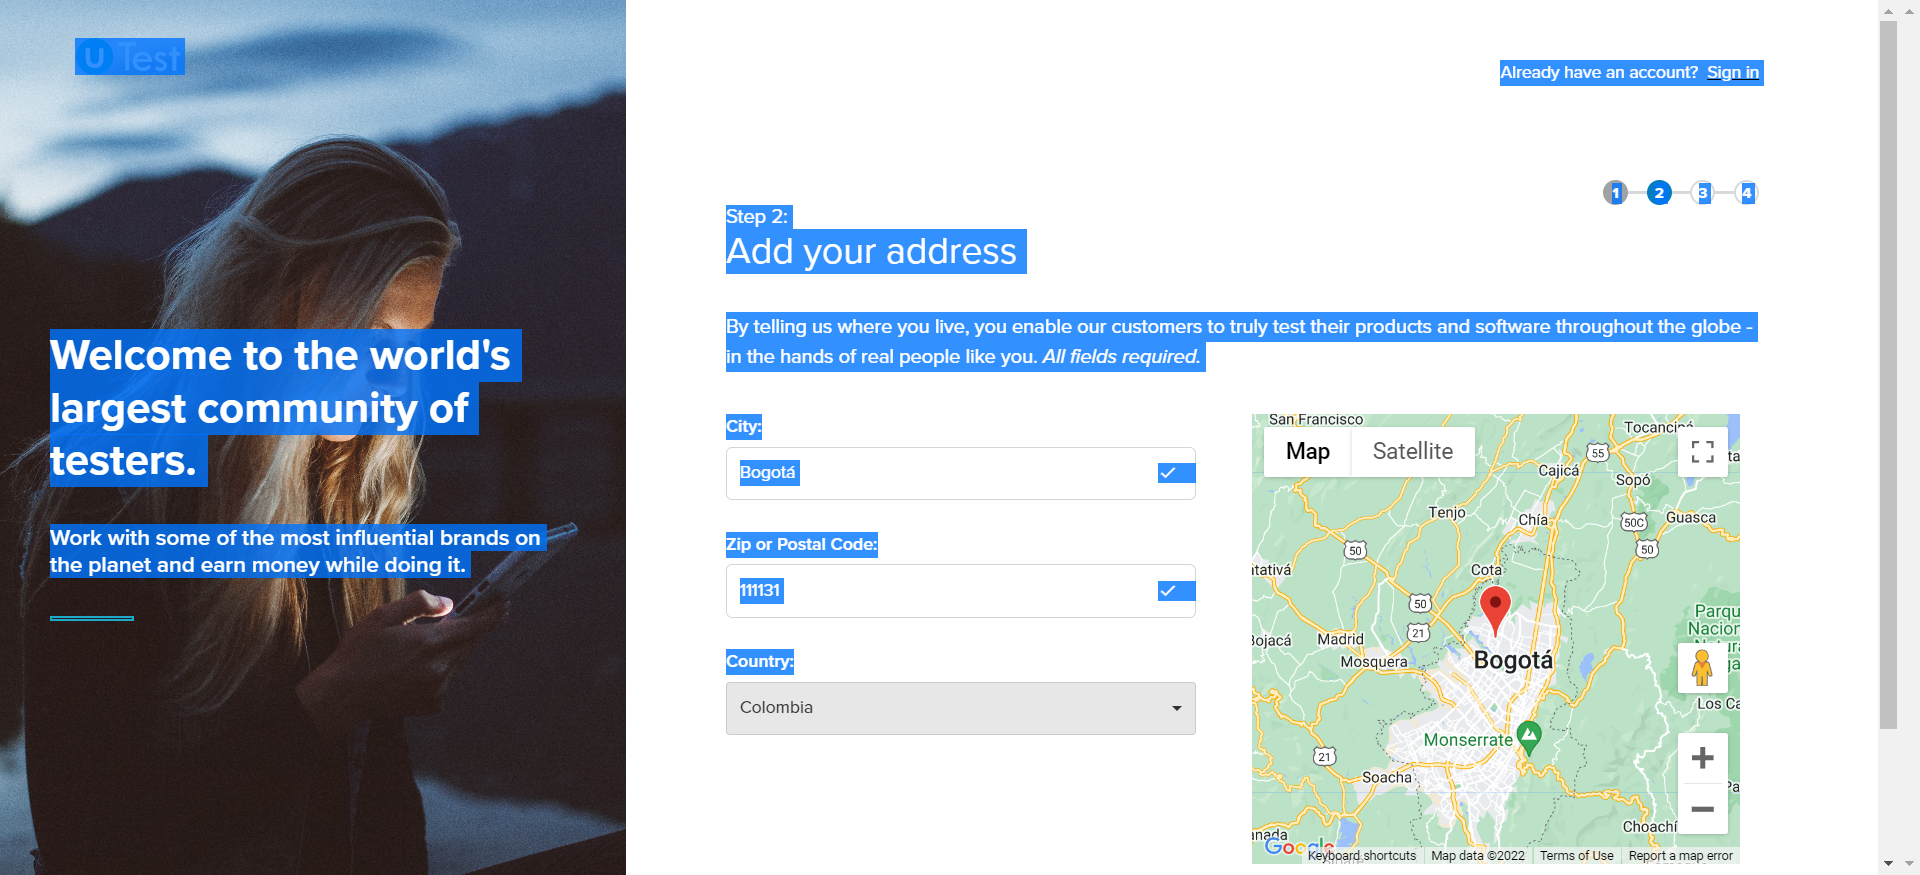 U Test
Already have an account? Sign in
1 2 3 4
Welcome to the world's
largest community of
testers.
Work with some of the most influential brands on
the planet and earn money while doing it.
Step 2:
Add your address
By telling us where you live, you enable our customers to truly test their products and software throughout the globe -
in the hands of real people like you. All fields required.
City:
Bogotá
Zip or Postal Code:
111131
Country:
Colombia
San Francisco
Map
Satellite
55
Cajicá
Sopó
Tenjo
Chía
50C
Guasca
50
50
Cota
50
21
Madrid
Mosquera
Bogotá
Monserrate
21
Soacha
Choachí
Google
Keyboard shortcuts
Map data ©2022
Terms of Use
Report a map error